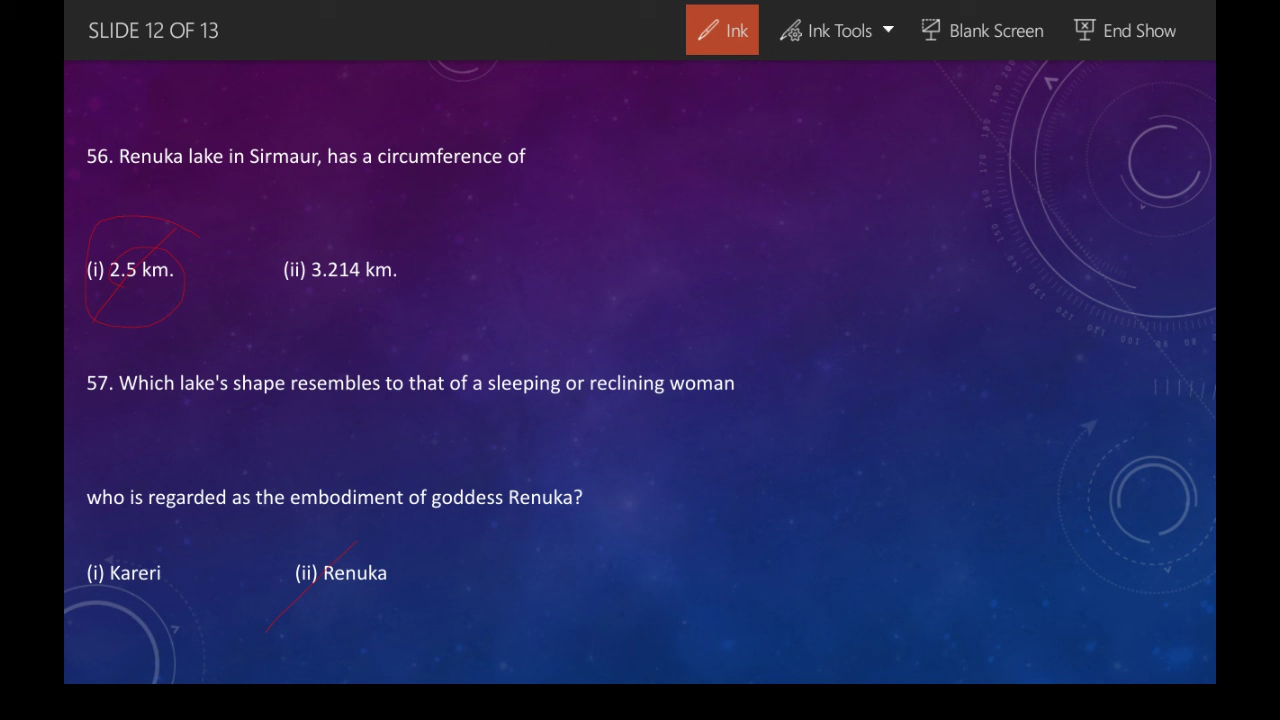 SLIDE 12 OF 13
Ink
Ink Tools
Blank Screen
End Show
56. Renuka lake in Sirmaur, has a circumference of
(i) 2.5 km. (ii) 3.214 km.
57. Which lake's shape resembles to that of a sleeping or reclining woman
who is regarded as the embodiment of goddess Renuka?
(i) Kareri (ii) Renuka